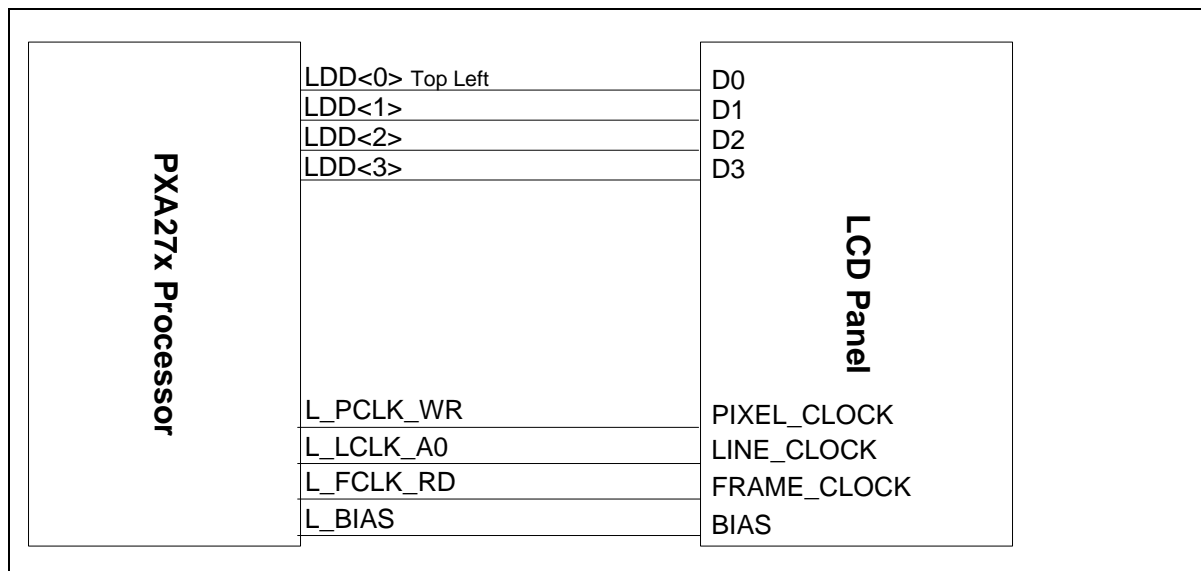 LDD<0> Top Left
D0
LDD<1>
D1
LDD<2>
D2
LDD<3>
D3
PXA27x Processor
LCD Panel
L_PCLK_WR
PIXEL_CLOCK
L_LCLK_A0
LINE_CLOCK
L_FCLK_RD
FRAME_CLOCK
L_BIAS
BIAS